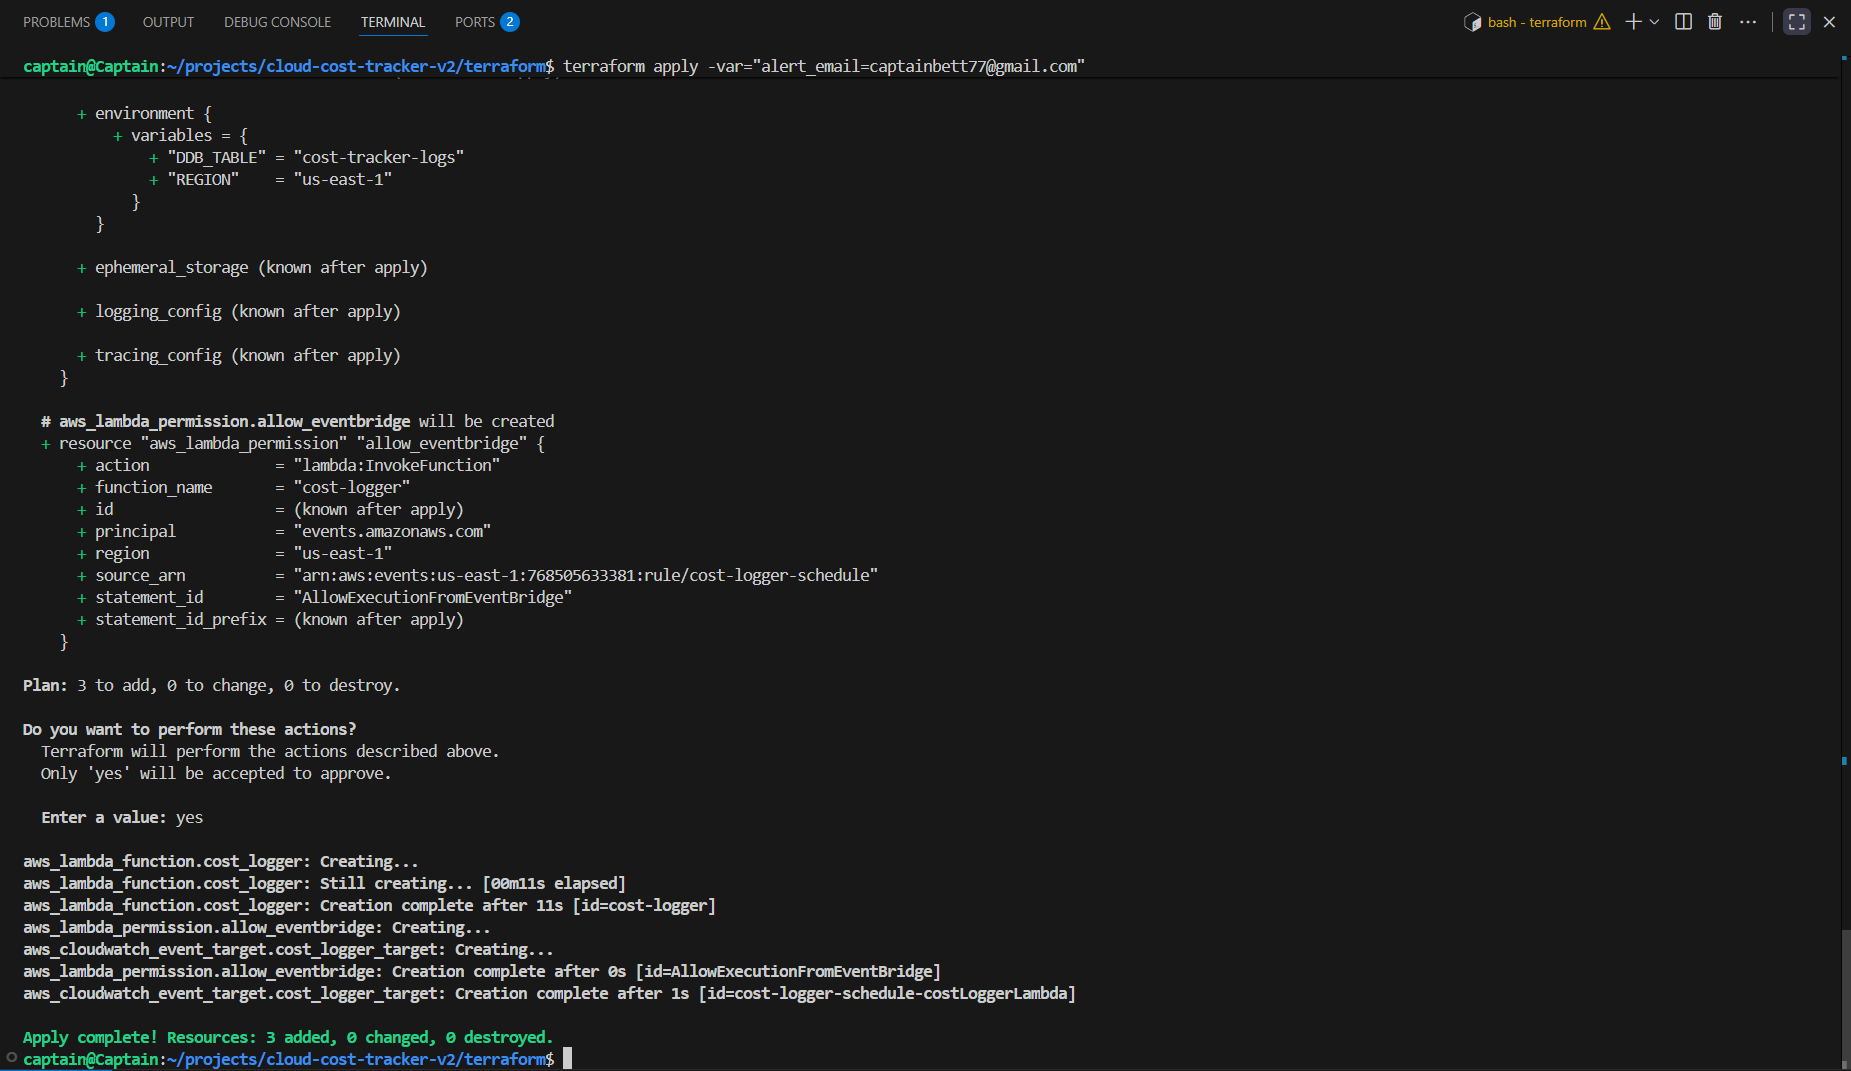 PROBLEMS 1 OUTPUT DEBUG CONSOLE TERMINAL PORTS 2 bash - terraform
captain@Captain:~/projects/cloud-cost-tracker-v2/terraform$ terraform apply -var="alert_email=captainbett77@gmail.com"
+ environment {
+ variables = {
+ "DDB_TABLE" = "cost-tracker-logs"
+ "REGION" = "us-east-1"
}
}
+ ephemeral_storage (known after apply)
+ logging_config (known after apply)
+ tracing_config (known after apply)
}
# aws_lambda_permission.allow_eventbridge will be created
+ resource "aws_lambda_permission" "allow_eventbridge" {
+ action = "lambda:InvokeFunction"
+ function_name = "cost-logger"
+ id = (known after apply)
+ principal = "events.amazonaws.com"
+ region = "us-east-1"
+ source_arn = "arn:aws:events:us-east-1:768505633381:rule/cost-logger-schedule"
+ statement_id = "AllowExecutionFromEventBridge"
+ statement_id_prefix = (known after apply)
}
Plan: 3 to add, 0 to change, 0 to destroy.
Do you want to perform these actions?
Terraform will perform the actions described above.
Only 'yes' will be accepted to approve.
Enter a value: yes
aws_lambda_function.cost_logger: Creating...
aws_lambda_function.cost_logger: Still creating... [00m11s elapsed]
aws_lambda_function.cost_logger: Creation complete after 11s [id=cost-logger]
aws_lambda_permission.allow_eventbridge: Creating...
aws_cloudwatch_event_target.cost_logger_target: Creating...
aws_lambda_permission.allow_eventbridge: Creation complete after 0s [id=AllowExecutionFromEventBridge]
aws_cloudwatch_event_target.cost_logger_target: Creation complete after 1s [id=cost-logger-schedule-costLoggerLambda]
Apply complete! Resources: 3 added, 0 changed, 0 destroyed.
captain@Captain:~/projects/cloud-cost-tracker-v2/terraform$